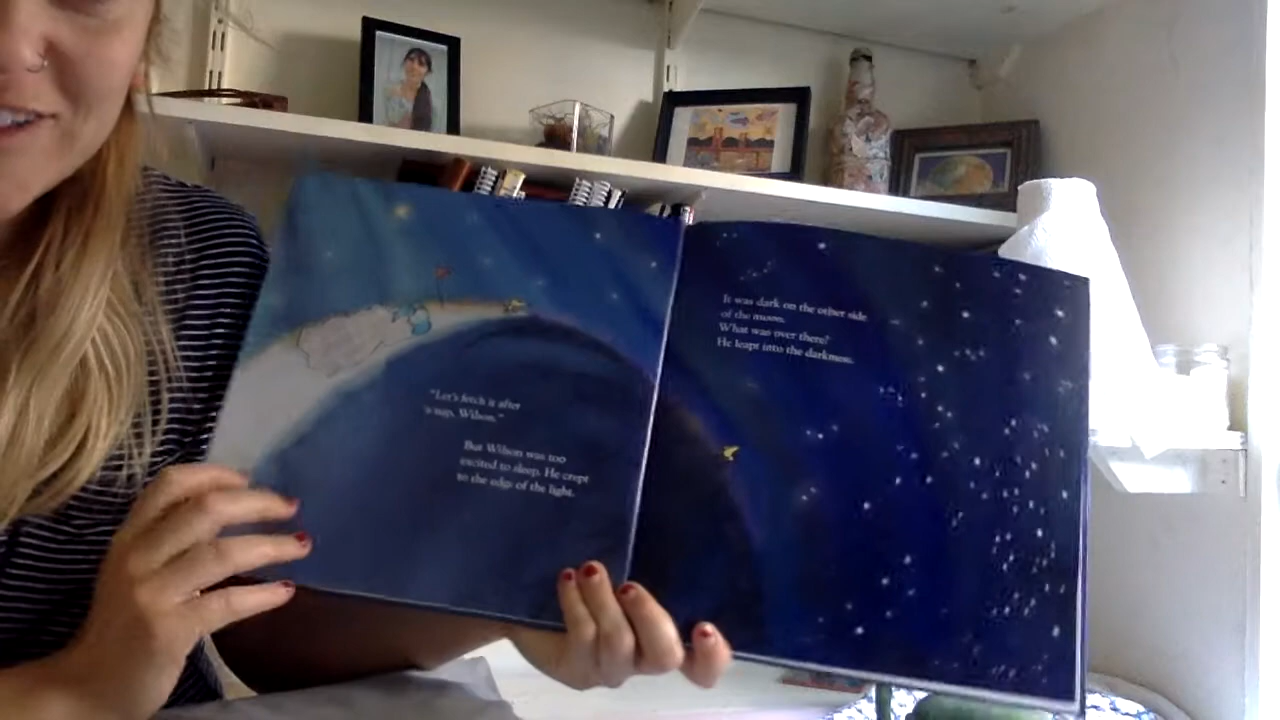 "Let's fetch it after
a nap, Wilson."
But Wilson was too
excited to sleep. He crept
to the edge of the light.
It was dark on the other side
of the moon.
What was over there?
He leapt into the darkness.